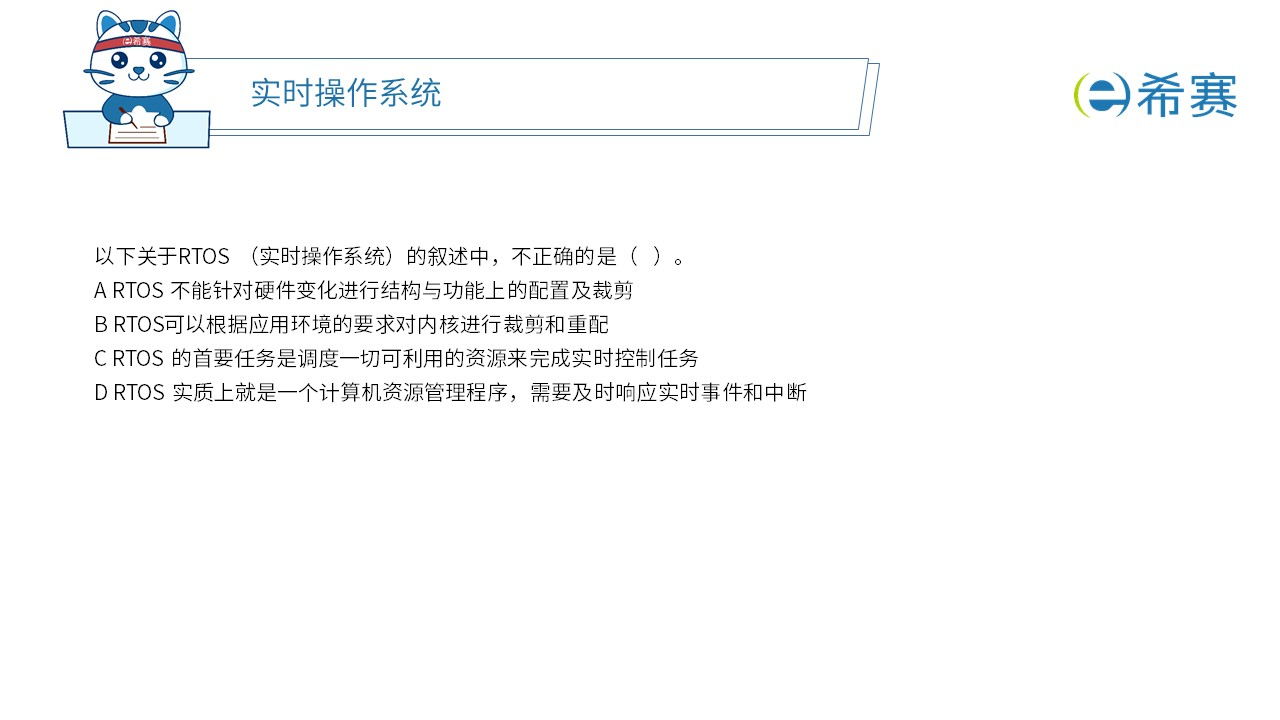 实时操作系统
希赛
以下关于RTOS （实时操作系统）的叙述中，不正确的是（ ）。
A RTOS 不能针对硬件变化进行结构与功能上的配置及裁剪
B RTOS可以根据应用环境的要求对内核进行裁剪和重配
C RTOS 的首要任务是调度一切可利用的资源来完成实时控制任务
D RTOS 实质上就是一个计算机资源管理程序，需要及时响应实时事件和中断